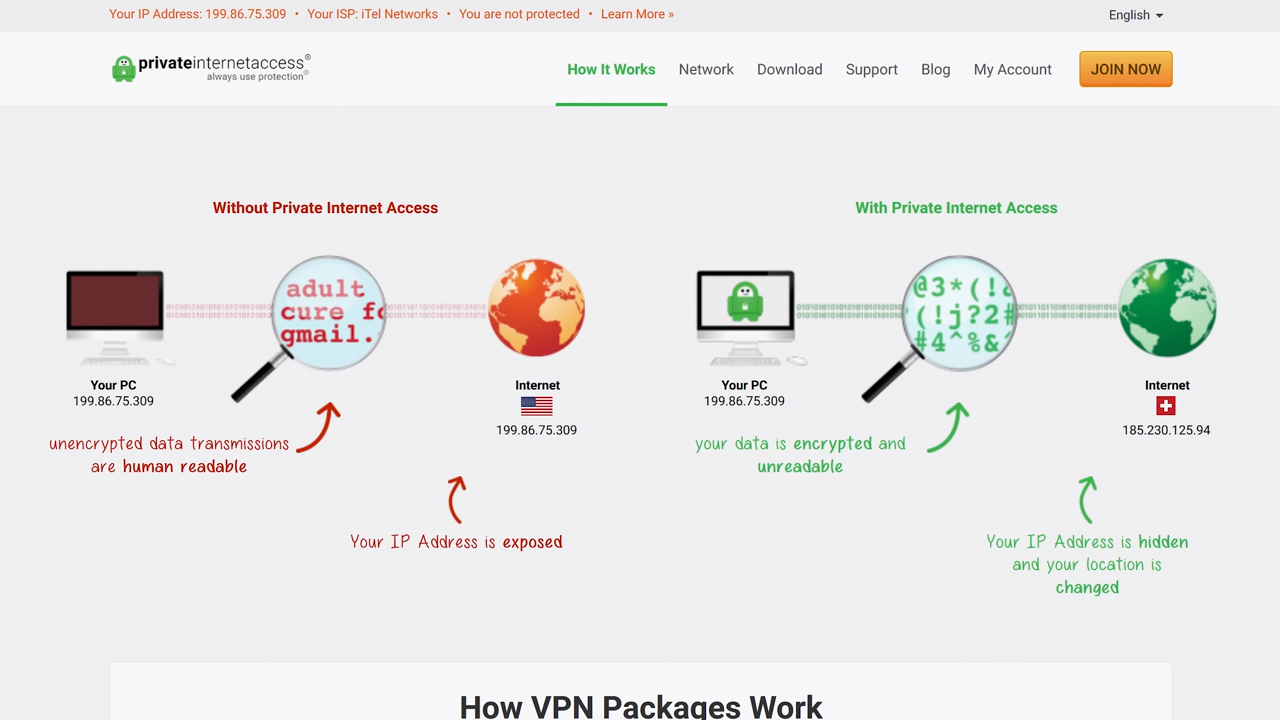 Your IP Address: 199.86.75.309 • Your ISP: iTel Networks • You are not protected • Learn More »
English
privateinternetaccess®
always use protection®
How It Works
Network
Download
Support
Blog
My Account
JOIN NOW
Without Private Internet Access
adult
cure fo
gmail.
Your PC
199.86.75.309
Internet
199.86.75.309
unencrypted data transmissions
are human readable
Your IP Address is exposed
With Private Internet Access
@3*(!
(!j?2#
#4^%&
Your PC
199.86.75.309
Internet
185.230.125.94
your data is encrypted and
unreadable
Your IP Address is hidden
and your location is
changed
How VPN Packages Work